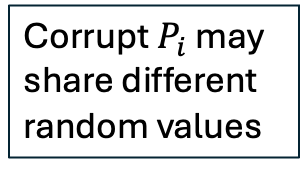 Corrupt $P_i$ may
share different
random values